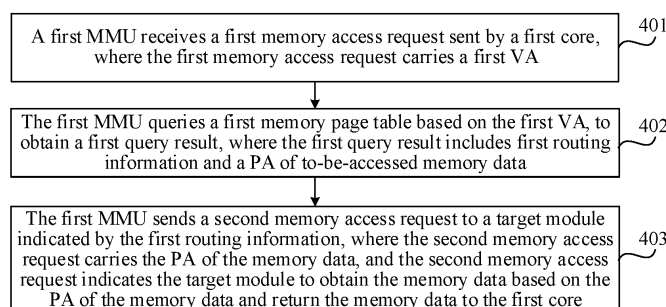 A first MMU receives a first memory access request sent by a first core,
where the first memory access request carries a first VA
401
The first MMU queries a first memory page table based on the first VA, to
obtain a first query result, where the first query result includes first routing
information and a PA of to-be-accessed memory data
402
The first MMU sends a second memory access request to a target module
indicated by the first routing information, where the second memory access
request carries the PA of the memory data, and the second memory access
request indicates the target module to obtain the memory data based on the
PA of the memory data and return the memory data to the first core
403